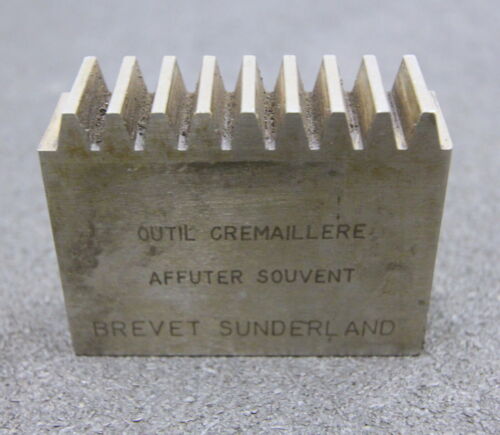 OUTIL CREMAILLERE
AFFUTER SOUVENT
BREVET SUNDERLAND